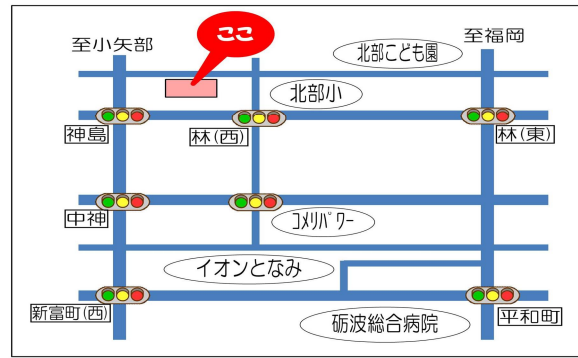 ここ
至小矢部
至福岡
北部こども園
北部小
神島
林(西)
林(東)
中神
コメリパワー
イオンとなみ
新富町(西)
砺波総合病院
平和町